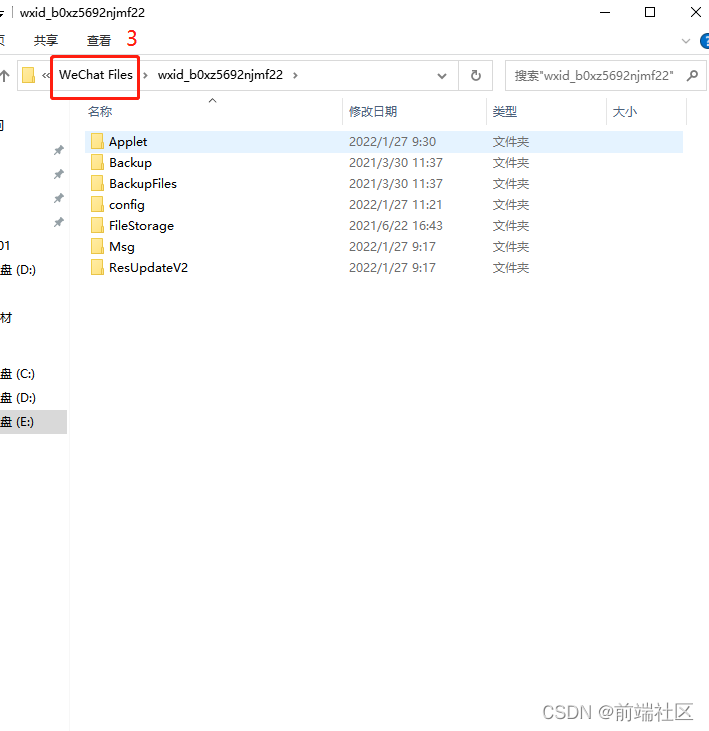 wxid_b0xz5692njmf22
页 共享 查看 3
« WeChat Files › wxid_b0xz5692njmf22 › 搜索"wxid_b0xz5692njmf22"
名称 修改日期 类型 大小
Applet 2022/1/27 9:30 文件夹
Backup 2021/3/30 11:37 文件夹
BackupFiles 2021/3/30 11:37 文件夹
config 2022/1/27 11:21 文件夹
FileStorage 2021/6/22 16:43 文件夹
Msg 2022/1/27 9:17 文件夹
ResUpdateV2 2022/1/27 9:17 文件夹
01
盘 (D:)
材
盘 (C:)
盘 (D:)
盘 (E:)
CSDN @前端社区